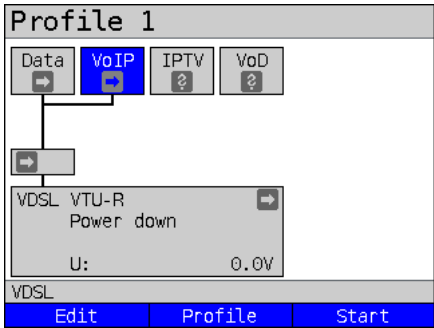 Profile 1
Data VoIP IPTV VoD
VDSL VTU-R
Power down
U: 0.0V
VDSL
Edit Profile Start